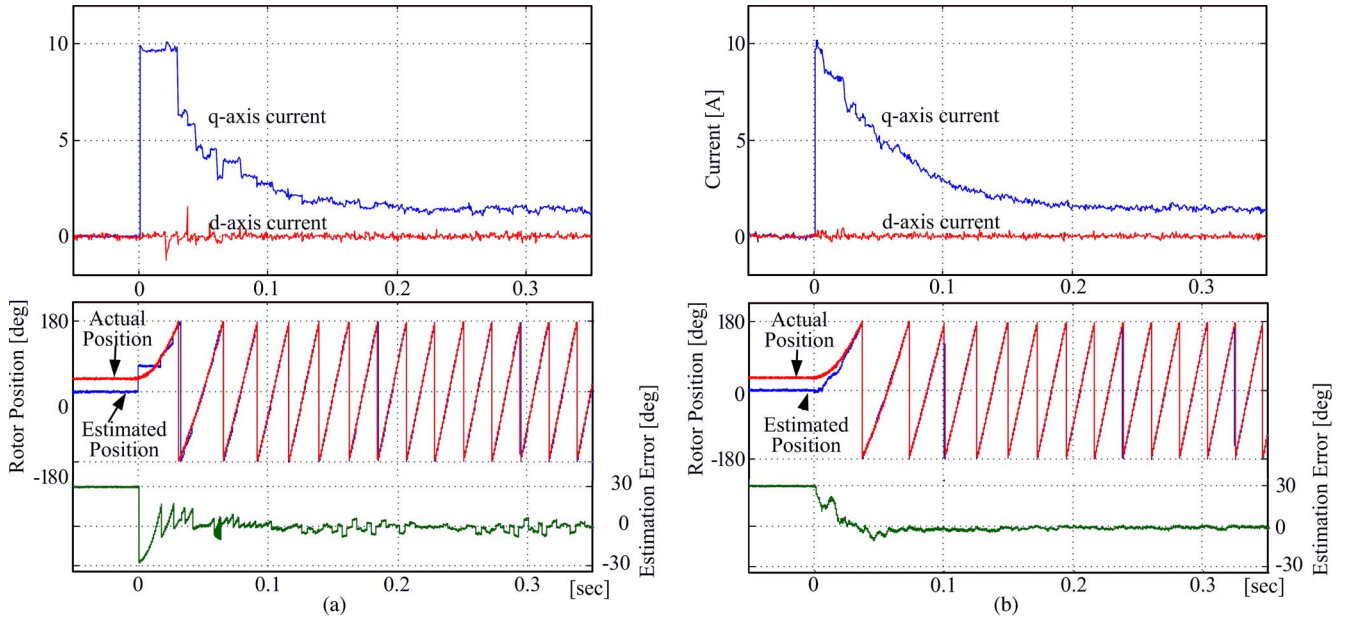 10
q-axis current
5
d-axis current
0
0
0.1
0.2
0.3
Rotor Position [deg]
180
Actual
Position
0
Estimated
Position
-180
30
0
-30
Estimation Error [deg]
0
0.1
0.2
0.3
[sec]
(a)
Current [A]
10
q-axis current
5
d-axis current
0
0
0.1
0.2
0.3
Rotor Position [deg]
180
Actual
Position
0
Estimated
Position
-180
30
0
-30
Estimation Error [deg]
0
0.1
0.2
0.3
[sec]
(b)